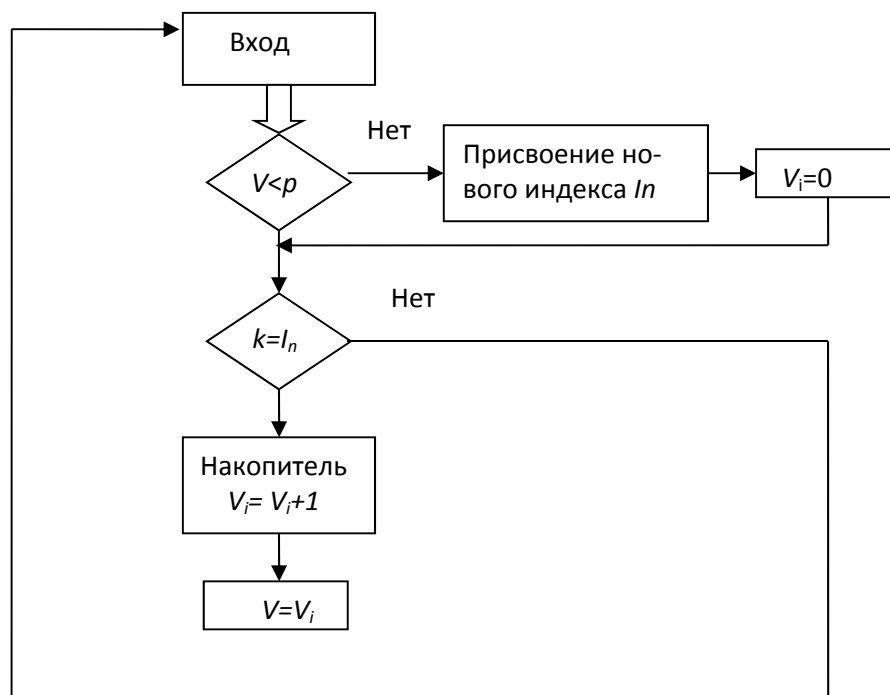 Вход
Нет
V<p
Присвоение но-
вого индекса In
Vi=0
Нет
k=In
Накопитель
Vi= Vi+1
V=Vi